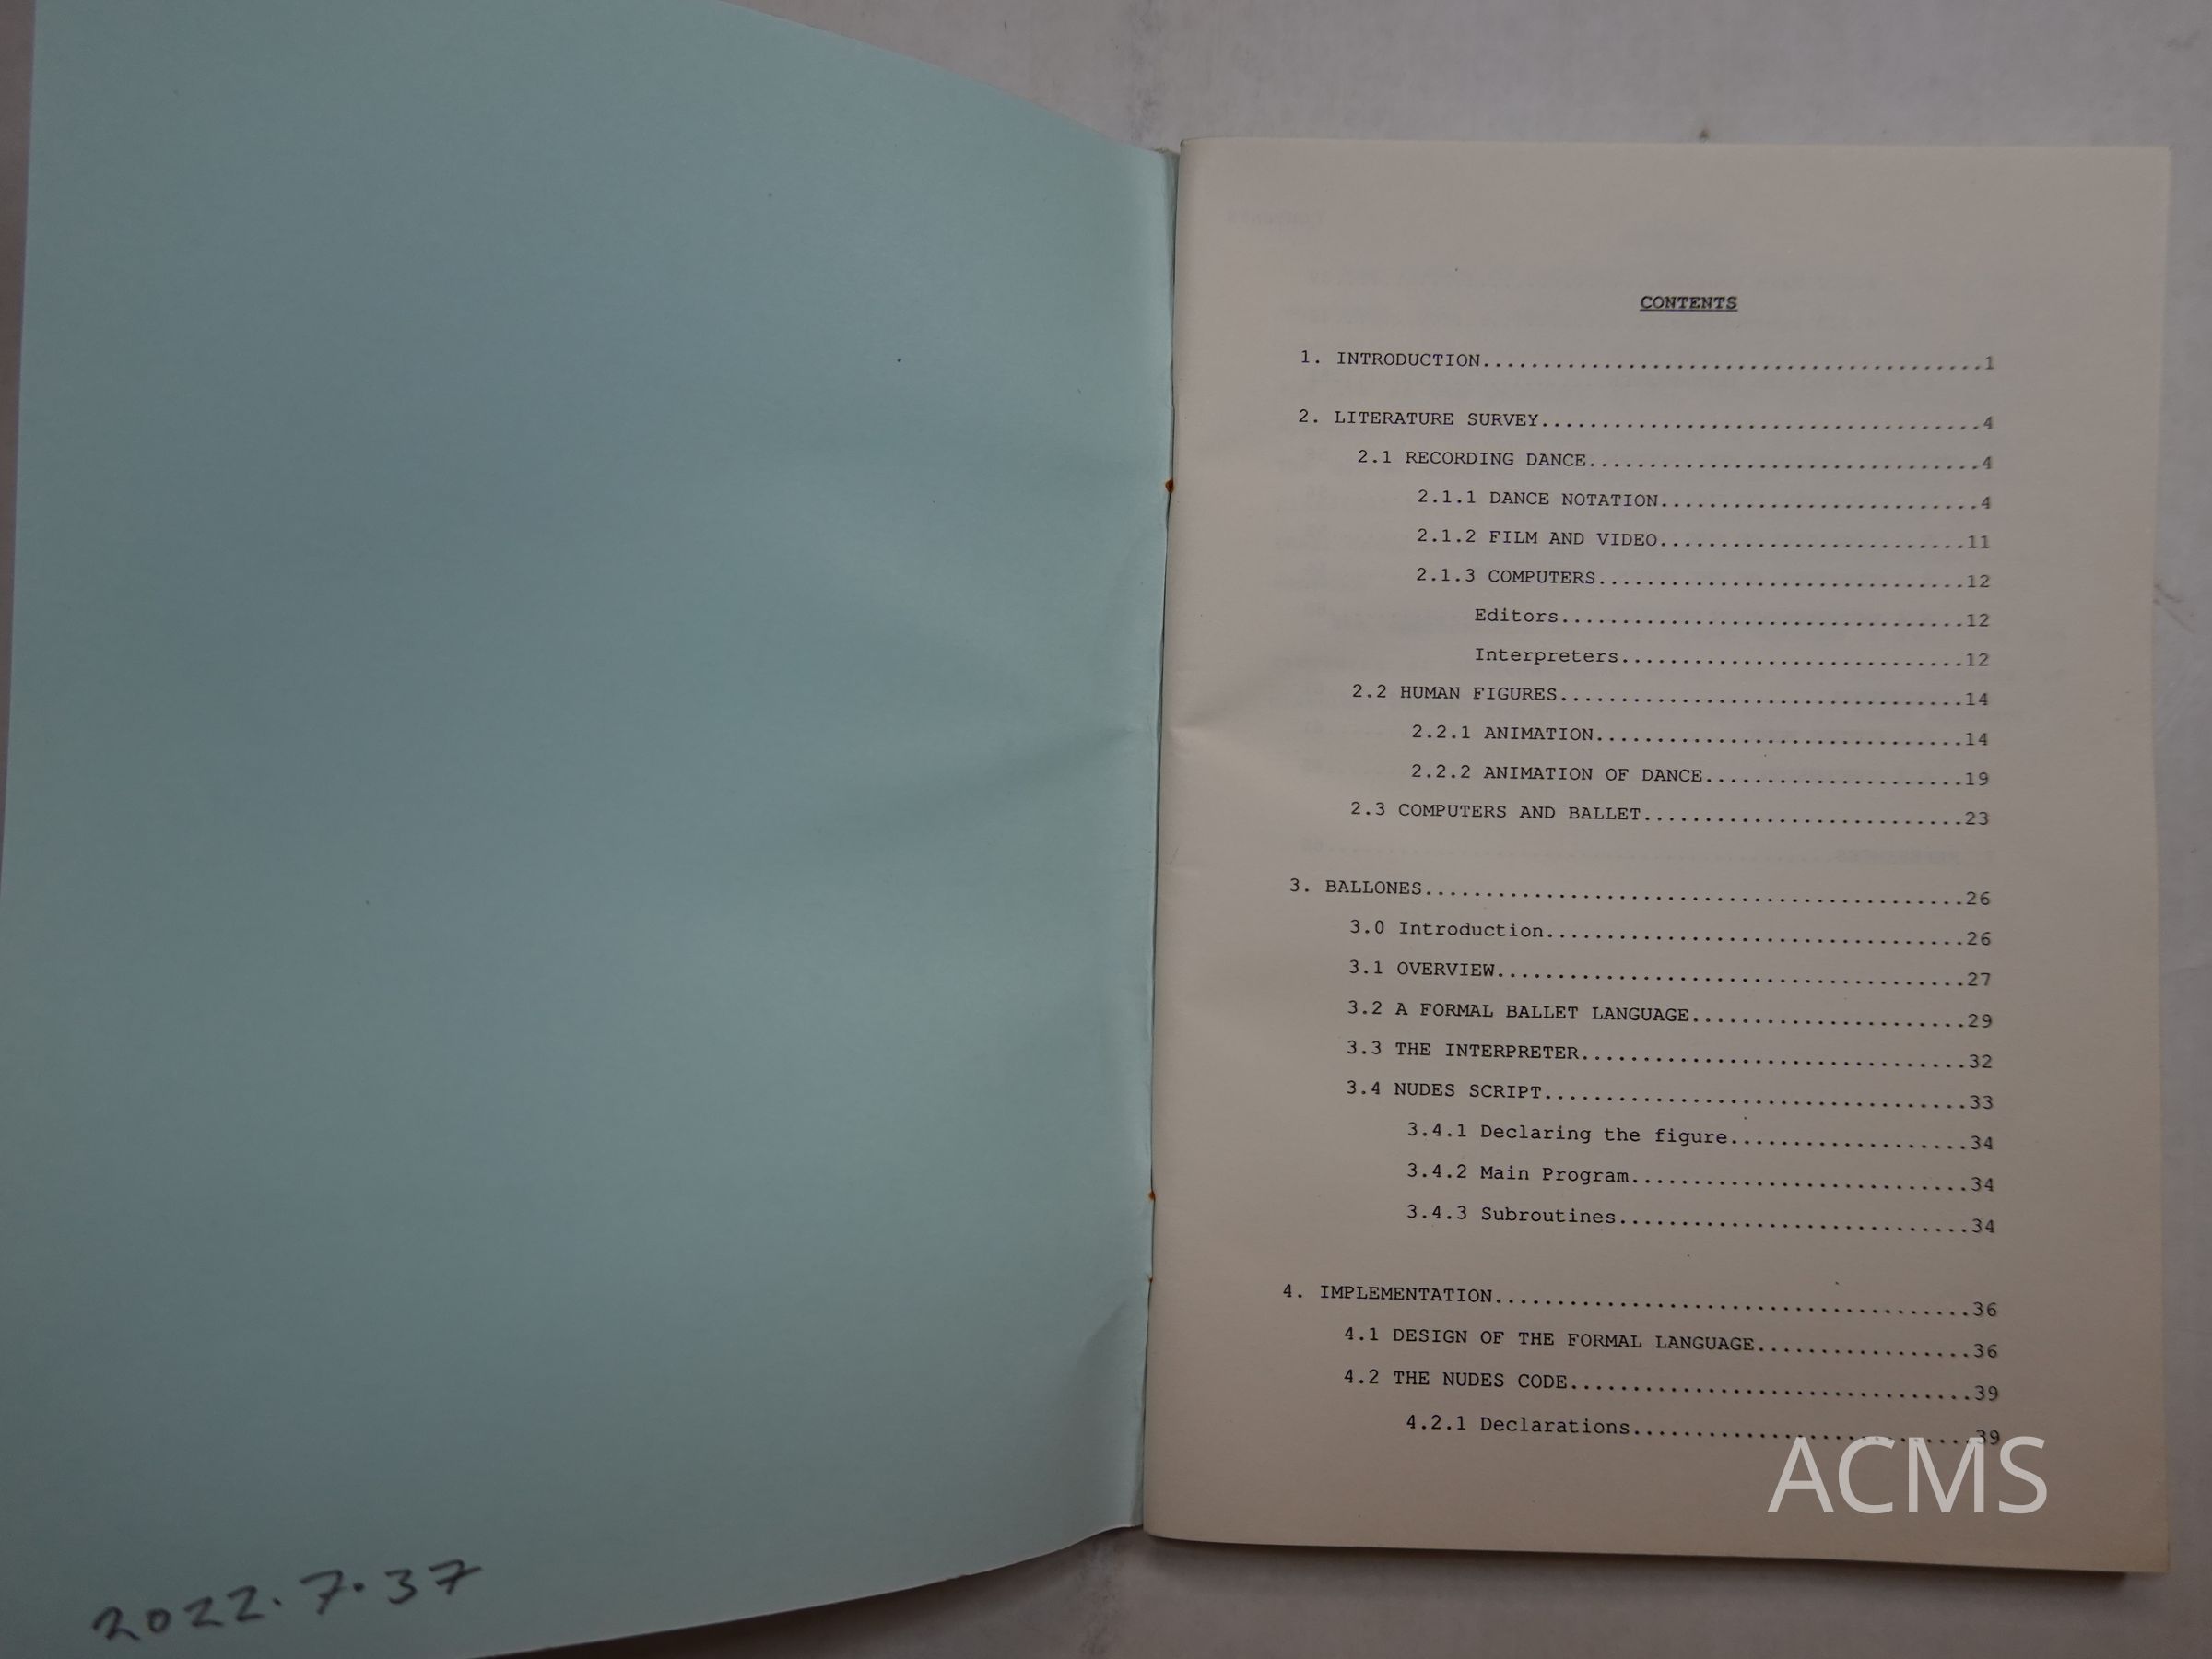 2022.7.37
CONTENTS
1. INTRODUCTION..........................................1
2. LITERATURE SURVEY.....................................4
2.1 RECORDING DANCE.................................4
2.1.1 DANCE NOTATION...........................4
2.1.2 FILM AND VIDEO..........................11
2.1.3 COMPUTERS...............................12
Editors..................................12
Interpreters.............................12
2.2 HUMAN FIGURES..................................14
2.2.1 ANIMATION...............................14
2.2.2 ANIMATION OF DANCE......................19
2.3 COMPUTERS AND BALLET...........................23
3. BALLONES.............................................26
3.0 Introduction...................................26
3.1 OVERVIEW.......................................27
3.2 A FORMAL BALLET LANGUAGE.......................29
3.3 THE INTERPRETER................................32
3.4 NUDES SCRIPT...................................33
3.4.1 Declaring the figure....................34
3.4.2 Main Program............................34
3.4.3 Subroutines.............................34
4. IMPLEMENTATION.......................................36
4.1 DESIGN OF THE FORMAL LANGUAGE..................36
4.2 THE NUDES CODE.................................39
4.2.1 Declarations............................39
ACMS